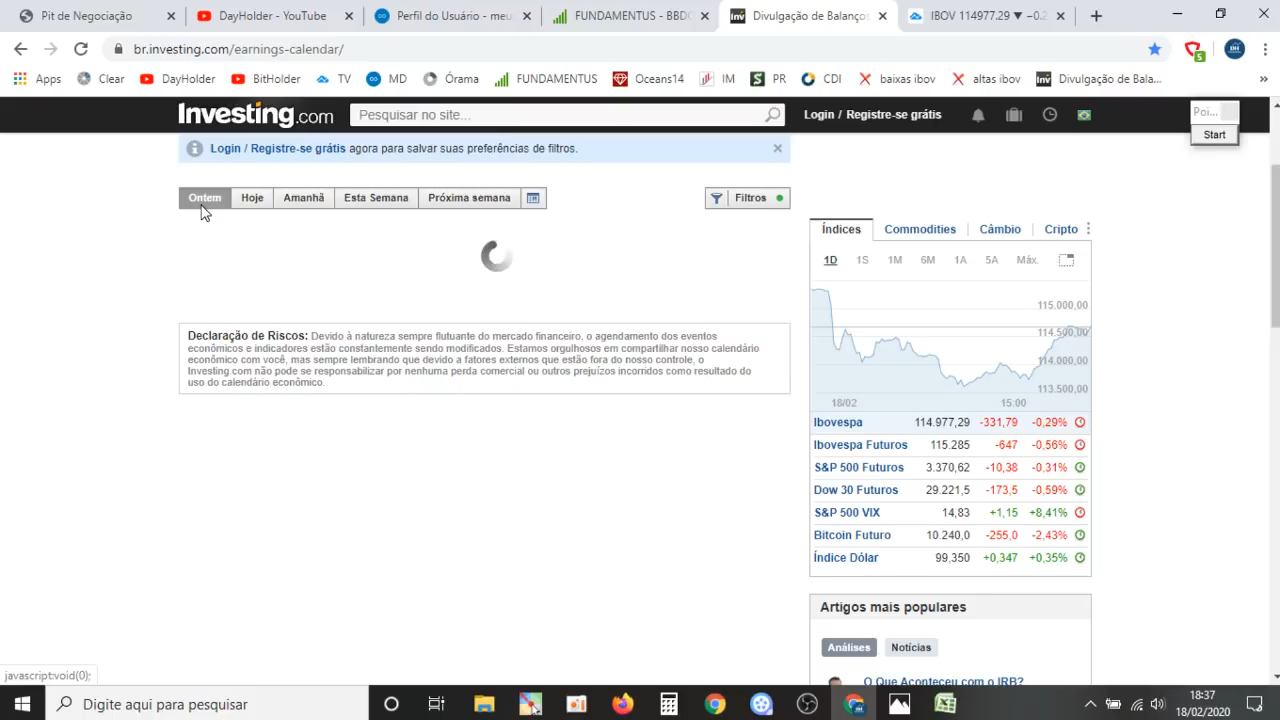 Pit de Negociação
DayHolder - YouTube
Perfil do Usuário - meu
FUNDAMENTUS - BBDC
Divulgação de Balanços
IBOV 114977.29 ▼ −0.2
br.investing.com/earnings-calendar/
5
Apps
Clear
DayHolder
BitHolder
TV
MD
Órama
FUNDAMENTUS
Oceans14
IM
PR
CDI
baixas ibov
altas ibov
Inv
Divulgação de Bala...
»
Investing.com
Pesquisar no site...
Login / Registre-se grátis
Poi...
Start
Login / Registre-se grátis agora para salvar suas preferências de filtros.
Ontem
Hoje
Amanhã
Esta Semana
Próxima semana
Filtros
Índices
Commodities
Câmbio
Cripto
1D
1S
1M
6M
1A
5A
Máx.
115.000,00
114.500,00
114.000,00
113.500,00
18/02
15:00
Declaração de Riscos: Devido à natureza sempre flutuante do mercado financeiro, o agendamento dos eventos
econômicos e indicadores estão constantemente sendo modificados. Estamos orgulhosos em compartilhar nosso calendário
econômico com você, mas sempre lembrando que devido a fatores externos que estão fora do nosso controle, o
Investing.com não pode se responsabilizar por nenhuma perda comercial ou outros prejuízos incorridos como resultado do
uso do calendário econômico.
Ibovespa 114.977,29 -331,79 -0,29%
Ibovespa Futuros 115.285 -647 -0,56%
S&P 500 Futuros 3.370,62 -10,38 -0,31%
Dow 30 Futuros 29.221,5 -173,5 -0,59%
S&P 500 VIX 14,83 +1,15 +8,41%
Bitcoin Futuro 10.240,0 -255,0 -2,43%
Índice Dólar 99,350 +0,347 +0,35%
Artigos mais populares
Análises
Notícias
O Que Aconteceu com o IRB?
javascript:void(0);
Digite aqui para pesquisar
18:37
18/02/2020